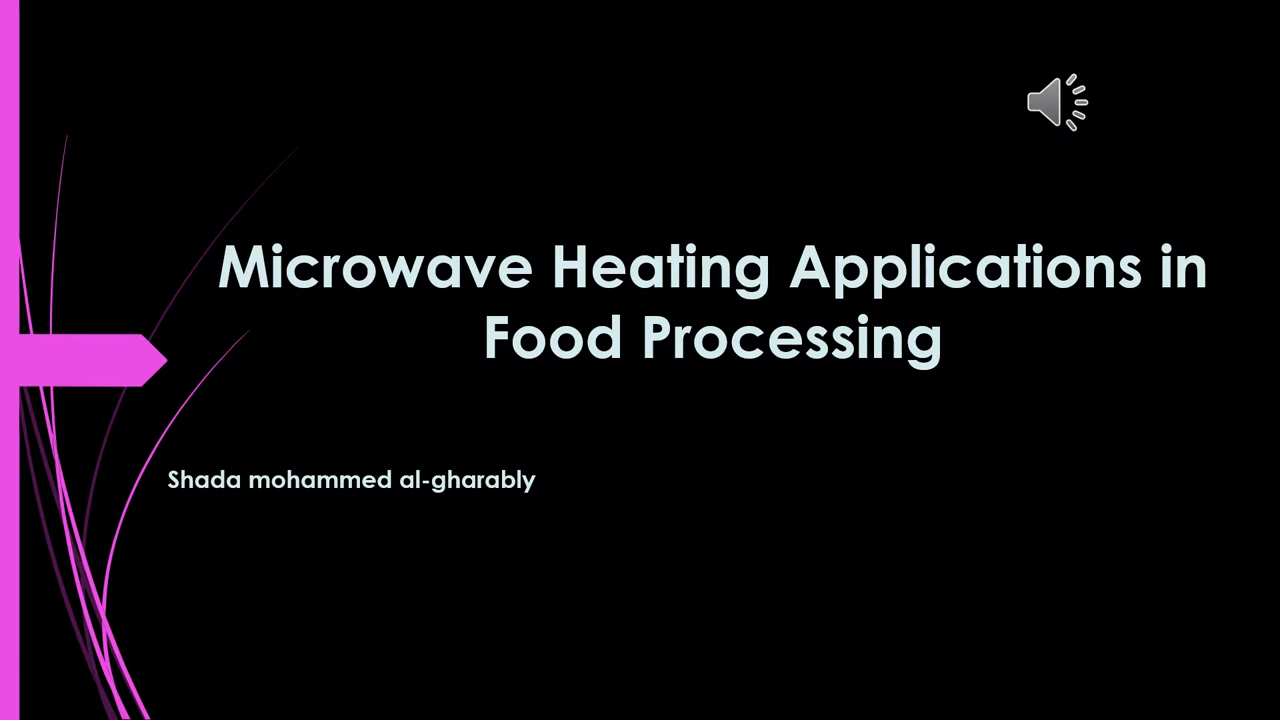 Microwave Heating Applications in
Food Processing
Shada mohammed al-gharably